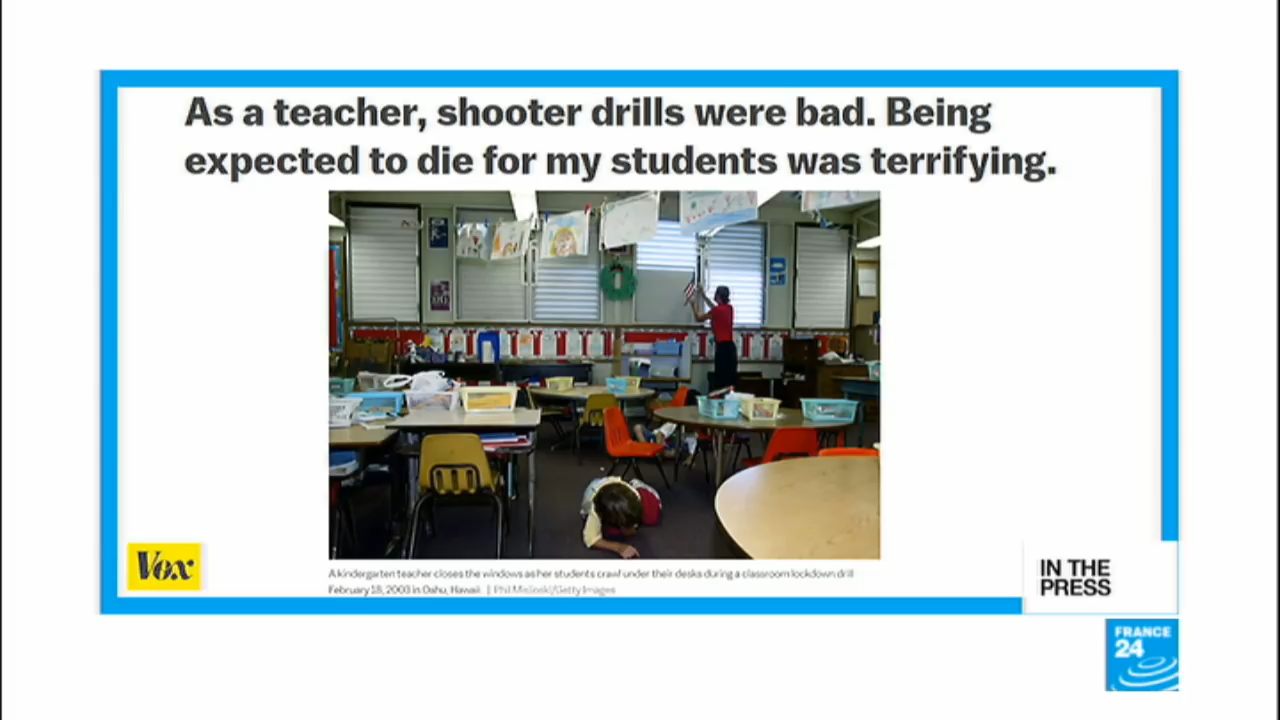 As a teacher, shooter drills were bad. Being
expected to die for my students was terrifying.
A kindergarten teacher closes the windows as her students crawl under their desks during a classroom lockdown drill
February 18, 2003 in Oahu, Hawaii. | Phil Mislinski/Getty Images
Vox
IN THE
PRESS
FRANCE
24